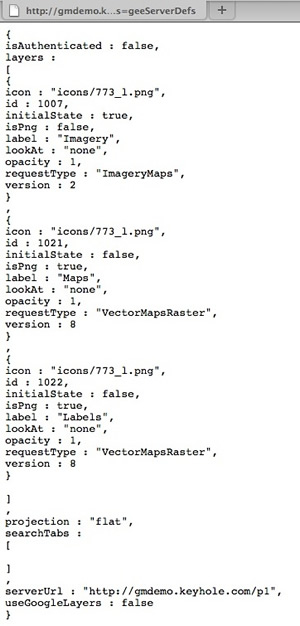 http://gmdemo.k...s=geeServerDefs
{
isAuthenticated : false,
layers :
[
{
icon : "icons/773_l.png",
id : 1007,
initialState : true,
isPng : false,
label : "Imagery",
lookAt : "none",
opacity : 1,
requestType : "ImageryMaps",
version : 2
}
,
{
icon : "icons/773_l.png",
id : 1021,
initialState : false,
isPng : true,
label : "Maps",
lookAt : "none",
opacity : 1,
requestType : "VectorMapsRaster",
version : 8
}
,
{
icon : "icons/773_l.png",
id : 1022,
initialState : false,
isPng : true,
label : "Labels",
lookAt : "none",
opacity : 1,
requestType : "VectorMapsRaster",
version : 8
}
]
,
projection : "flat",
searchTabs :
[
]
,
serverUrl : "http://gmdemo.keyhole.com/p1",
useGoogleLayers : false
}